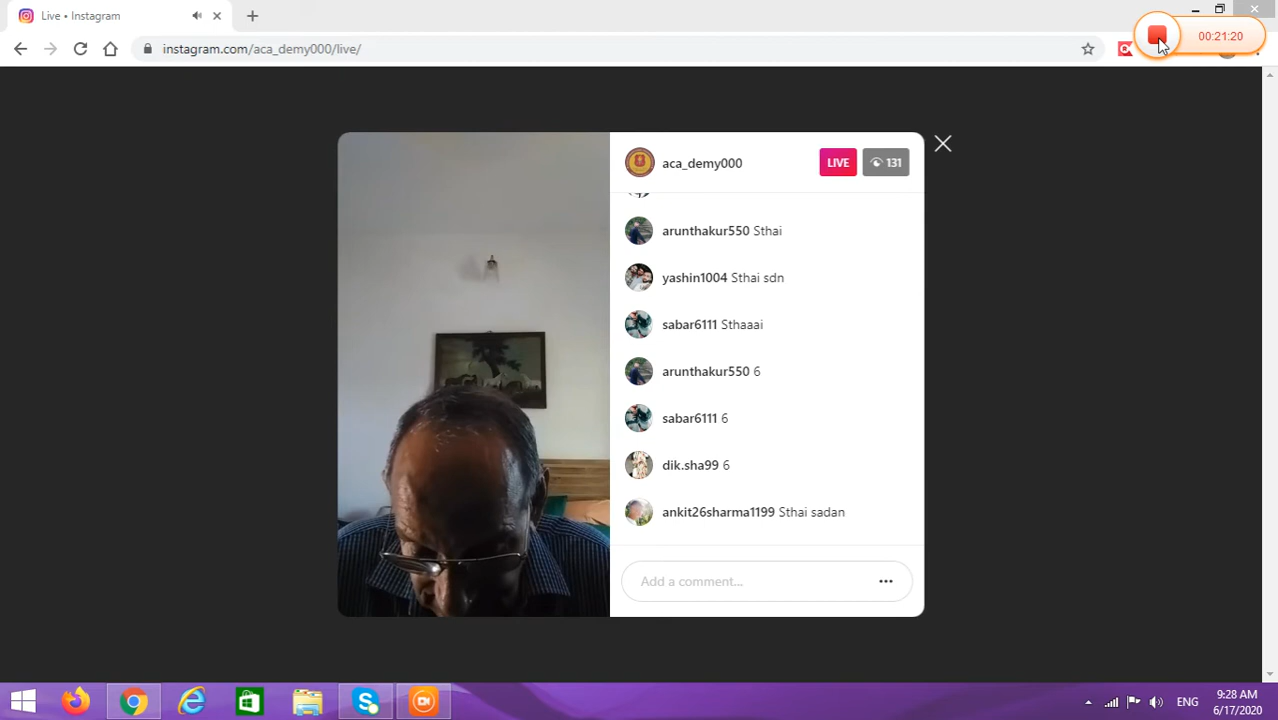 Live • Instagram
00:21:20
instagram.com/aca_demy000/live/
aca_demy000
LIVE
131
arunthakur550 Sthai
yashin1004 Sthai sdn
sabar6111 Sthaaai
arunthakur550 6
sabar6111 6
dik.sha99 6
ankit26sharma1199 Sthai sadan
Add a comment...
ENG
9:28 AM
6/17/2020